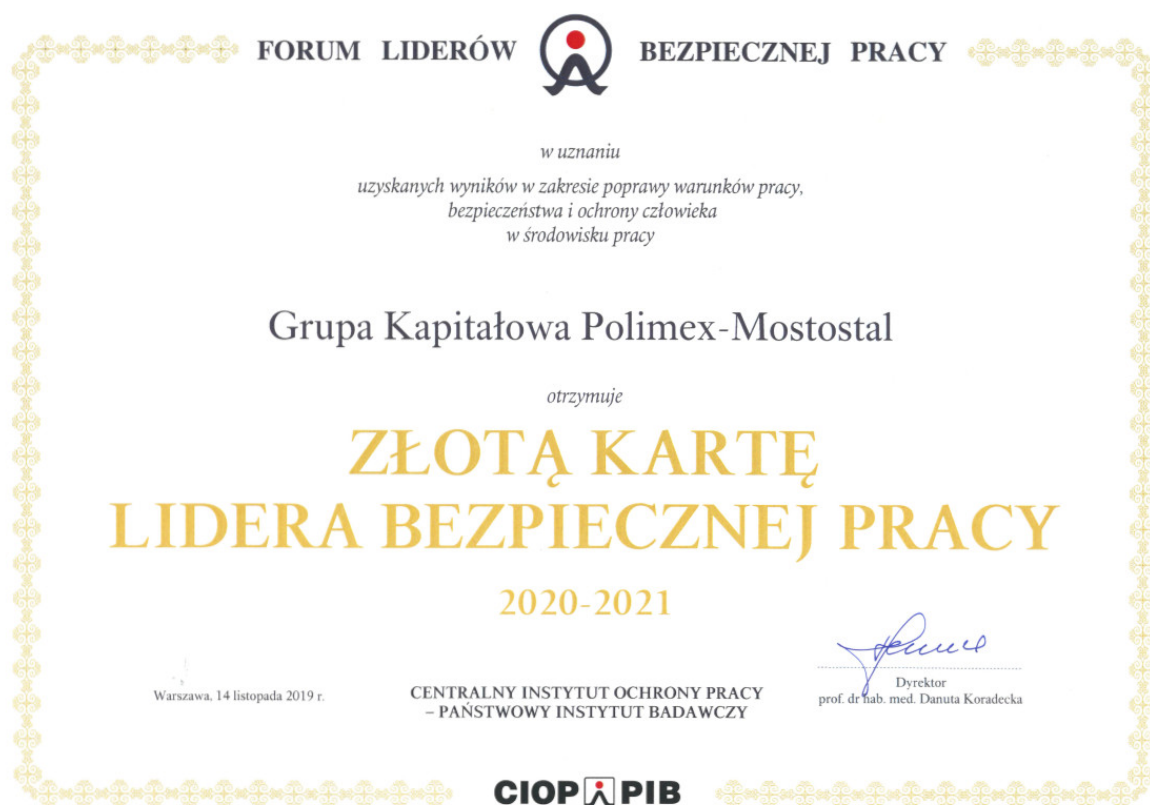 FORUM LIDERÓW BEZPIECZNEJ PRACY
w uznaniu
uzyskanych wyników w zakresie poprawy warunków pracy,
bezpieczeństwa i ochrony człowieka
w środowisku pracy
Grupa Kapitałowa Polimex-Mostostal
otrzymuje
ZŁOTĄ KARTĘ
LIDERA BEZPIECZNEJ PRACY
2020-2021
Warszawa, 14 listopada 2019 r.
CENTRALNY INSTYTUT OCHRONY PRACY
– PAŃSTWOWY INSTYTUT BADAWCZY
Dyrektor
prof. dr hab. med. Danuta Koradecka
CIOP PIB